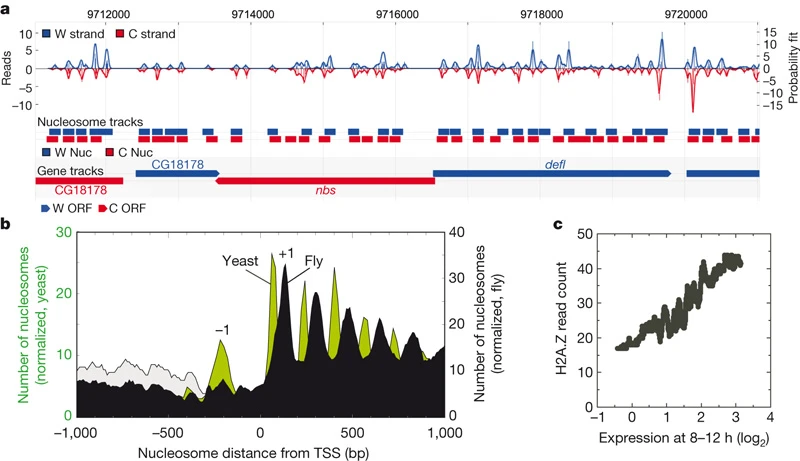 a
9712000 9714000 9716000 9718000 9720000
W strand C strand
Reads
10
5
0
−5
−10
15
10
5
0
−5
−10
−15
Probability fit
Nucleosome tracks
W Nuc C Nuc
Gene tracks
CG18178
CG18178
nbs
defl
W ORF C ORF
b
Number of nucleosomes
(normalized, yeast)
30
20
10
0
Yeast
+1
Fly
−1
40
30
20
10
0
Number of nucleosomes
(normalized, fly)
−1,000 −500 0 500 1,000
Nucleosome distance from TSS (bp)
c
H2A.Z read count
50
40
30
20
10
0
−1 0 1 2 3 4
Expression at 8–12 h (log2)